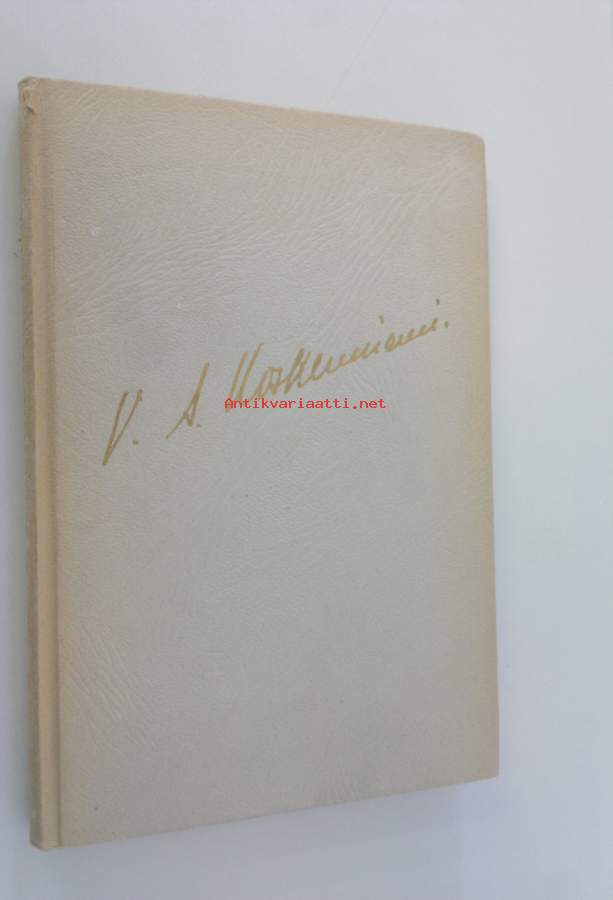 V. A. Koskenniemi.
Antikvariaatti.net